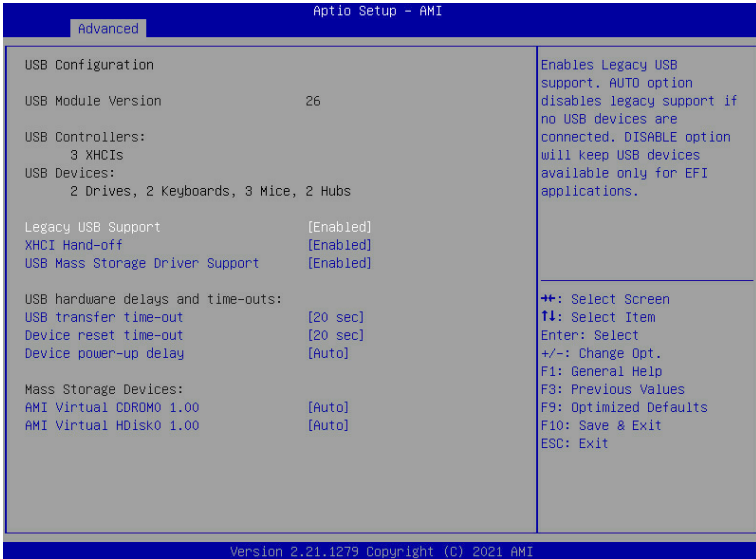 Aptio Setup – AMI
Advanced
USB Configuration
USB Module Version 26
USB Controllers:
3 XHCIs
USB Devices:
2 Drives, 2 Keyboards, 3 Mice, 2 Hubs
Legacy USB Support [Enabled]
XHCI Hand-off [Enabled]
USB Mass Storage Driver Support [Enabled]
USB hardware delays and time-outs:
USB transfer time-out [20 sec]
Device reset time-out [20 sec]
Device power-up delay [Auto]
Mass Storage Devices:
AMI Virtual CDROM0 1.00 [Auto]
AMI Virtual HDisk0 1.00 [Auto]
Enables Legacy USB
support. AUTO option
disables legacy support if
no USB devices are
connected. DISABLE option
will keep USB devices
available only for EFI
applications.
→←: Select Screen
↑↓: Select Item
Enter: Select
+/-: Change Opt.
F1: General Help
F3: Previous Values
F9: Optimized Defaults
F10: Save & Exit
ESC: Exit
Version 2.21.1279 Copyright (C) 2021 AMI